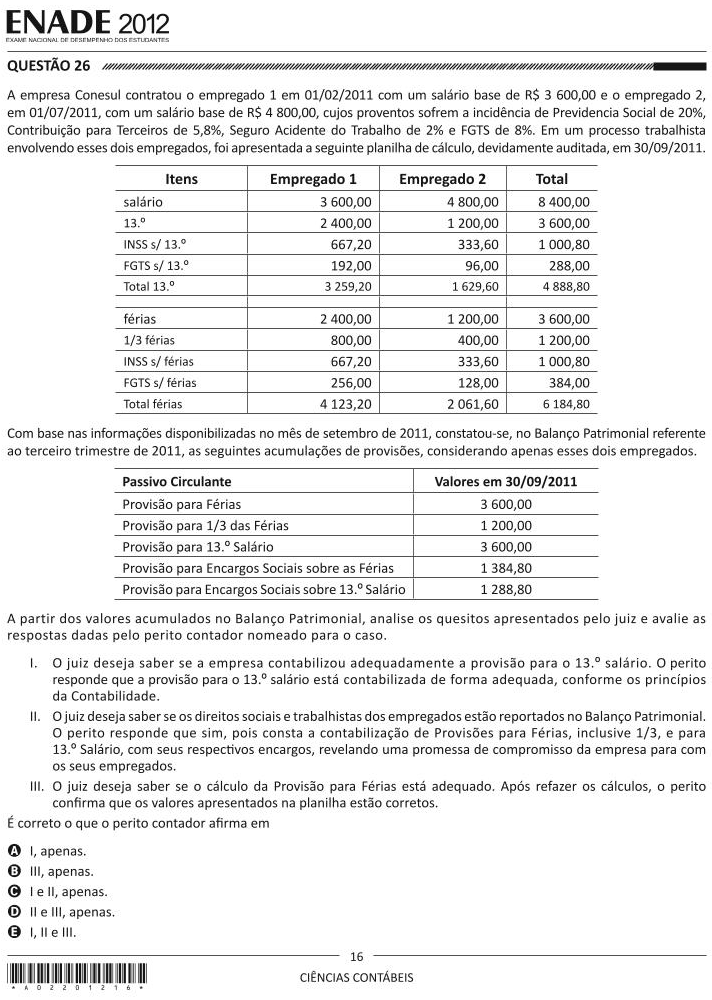 ENADE 2012
EXAME NACIONAL DE DESEMPENHO DOS ESTUDANTES
QUESTÃO 26
A empresa Conesul contratou o empregado 1 em 01/02/2011 com um salário base de R$ 3 600,00 e o empregado 2,
em 01/07/2011, com um salário base de R$ 4 800,00, cujos proventos sofrem a incidência de Previdencia Social de 20%,
Contribuição para Terceiros de 5,8%, Seguro Acidente do Trabalho de 2% e FGTS de 8%. Em um processo trabalhista
envolvendo esses dois empregados, foi apresentada a seguinte planilha de cálculo, devidamente auditada, em 30/09/2011.
Itens Empregado 1 Empregado 2 Total
salário 3 600,00 4 800,00 8 400,00
13.º 2 400,00 1 200,00 3 600,00
INSS s/ 13.º 667,20 333,60 1 000,80
FGTS s/ 13.º 192,00 96,00 288,00
Total 13.º 3 259,20 1 629,60 4 888,80
férias 2 400,00 1 200,00 3 600,00
1/3 férias 800,00 400,00 1 200,00
INSS s/ férias 667,20 333,60 1 000,80
FGTS s/ férias 256,00 128,00 384,00
Total férias 4 123,20 2 061,60 6 184,80
Com base nas informações disponibilizadas no mês de setembro de 2011, constatou-se, no Balanço Patrimonial referente
ao terceiro trimestre de 2011, as seguintes acumulações de provisões, considerando apenas esses dois empregados.
Passivo Circulante Valores em 30/09/2011
Provisão para Férias 3 600,00
Provisão para 1/3 das Férias 1 200,00
Provisão para 13.º Salário 3 600,00
Provisão para Encargos Sociais sobre as Férias 1 384,80
Provisão para Encargos Sociais sobre 13.º Salário 1 288,80
A partir dos valores acumulados no Balanço Patrimonial, analise os quesitos apresentados pelo juiz e avalie as
respostas dadas pelo perito contador nomeado para o caso.
I. O juiz deseja saber se a empresa contabilizou adequadamente a provisão para o 13.º salário. O perito
responde que a provisão para o 13.º salário está contabilizada de forma adequada, conforme os princípios
da Contabilidade.
II. O juiz deseja saber se os direitos sociais e trabalhistas dos empregados estão reportados no Balanço Patrimonial.
O perito responde que sim, pois consta a contabilização de Provisões para Férias, inclusive 1/3, e para
13.º Salário, com seus respectivos encargos, revelando uma promessa de compromisso da empresa para com
os seus empregados.
III. O juiz deseja saber se o cálculo da Provisão para Férias está adequado. Após refazer os cálculos, o perito
confirma que os valores apresentados na planilha estão corretos.
É correto o que o perito contador afirma em
A I, apenas.
B III, apenas.
C I e II, apenas.
D II e III, apenas.
E I, II e III.
16
CIÊNCIAS CONTÁBEIS
* A 0 2 2 0 1 2 1 6 *